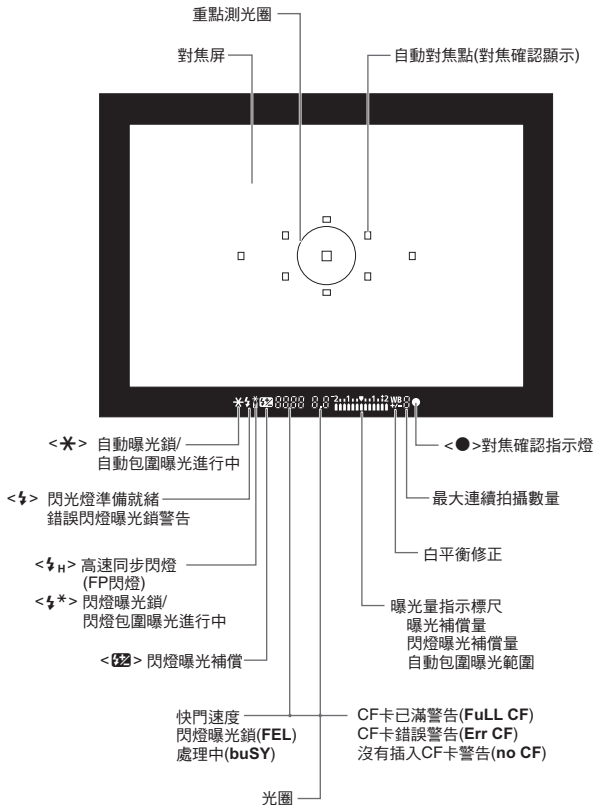 重點測光圈
對焦屏
自動對焦點(對焦確認顯示)
<✱> 自動曝光鎖/
自動包圍曝光進行中
<⚡> 閃光燈準備就緒
錯誤閃燈曝光鎖警告
<⚡H> 高速同步閃燈
(FP閃燈)
<⚡*> 閃燈曝光鎖/
閃燈包圍曝光進行中
<⚡±> 閃燈曝光補償
快門速度
閃燈曝光鎖(FEL)
處理中(buSY)
光圈
<●>對焦確認指示燈
最大連續拍攝數量
白平衡修正
曝光量指示標尺
曝光補償量
閃燈曝光補償量
自動包圍曝光範圍
CF卡已滿警告(FuLL CF)
CF卡錯誤警告(Err CF)
沒有插入CF卡警告(no CF)